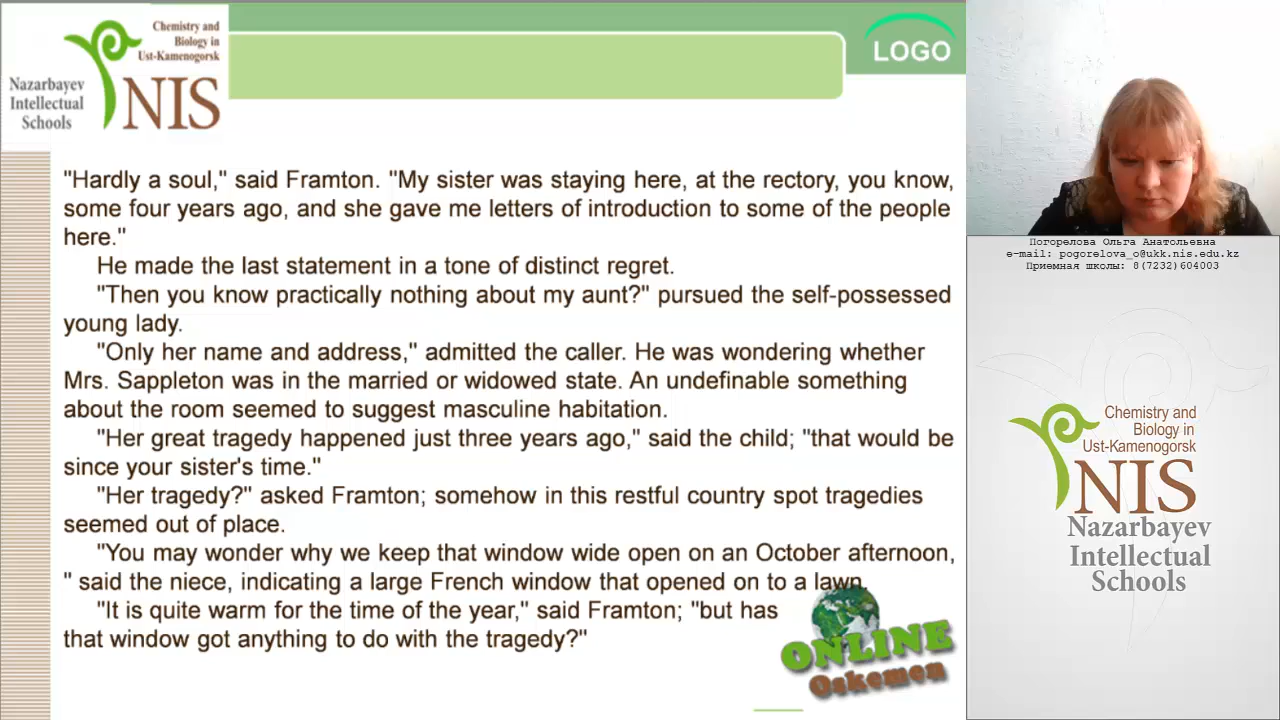 Chemistry and
Biology in
Ust-Kamenogorsk
Nazarbayev
Intellectual
Schools
NIS
LOGO
"Hardly a soul," said Framton. "My sister was staying here, at the rectory, you know,
some four years ago, and she gave me letters of introduction to some of the people
here."
He made the last statement in a tone of distinct regret.
"Then you know practically nothing about my aunt?" pursued the self-possessed
young lady.
"Only her name and address," admitted the caller. He was wondering whether
Mrs. Sappleton was in the married or widowed state. An undefinable something
about the room seemed to suggest masculine habitation.
"Her great tragedy happened just three years ago," said the child; "that would be
since your sister's time."
"Her tragedy?" asked Framton; somehow in this restful country spot tragedies
seemed out of place.
"You may wonder why we keep that window wide open on an October afternoon,
" said the niece, indicating a large French window that opened on to a lawn.
"It is quite warm for the time of the year," said Framton; "but has
that window got anything to do with the tragedy?"
ONLINE
Oskemen
Погорелова Ольга Анатольевна
e-mail: pogorelova_o@ukk.nis.edu.kz
Приемная школы: 8(7232)604003
Chemistry and
Biology in
Ust-Kamenogorsk
NIS
Nazarbayev
Intellectual
Schools